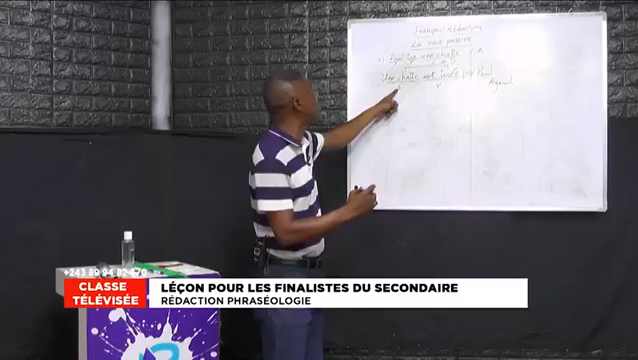 Français/Rédaction
La voix passive
Paul tue une chatte V A
Une chatte est tuée par Paul
V Agent
+243 89 94 82 470
CLASSE TÉLÉVISÉE
LÉÇON POUR LES FINALISTES DU SECONDAIRE
RÉDACTION PHRASÉOLOGIE